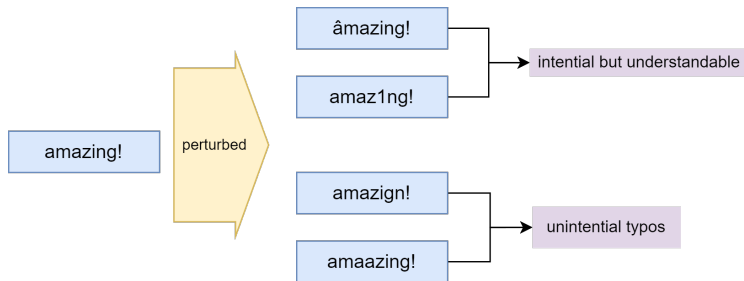 âmazing!
intential but understandable
amaz1ng!
amazing!
perturbed
amazign!
unintential typos
amaazing!